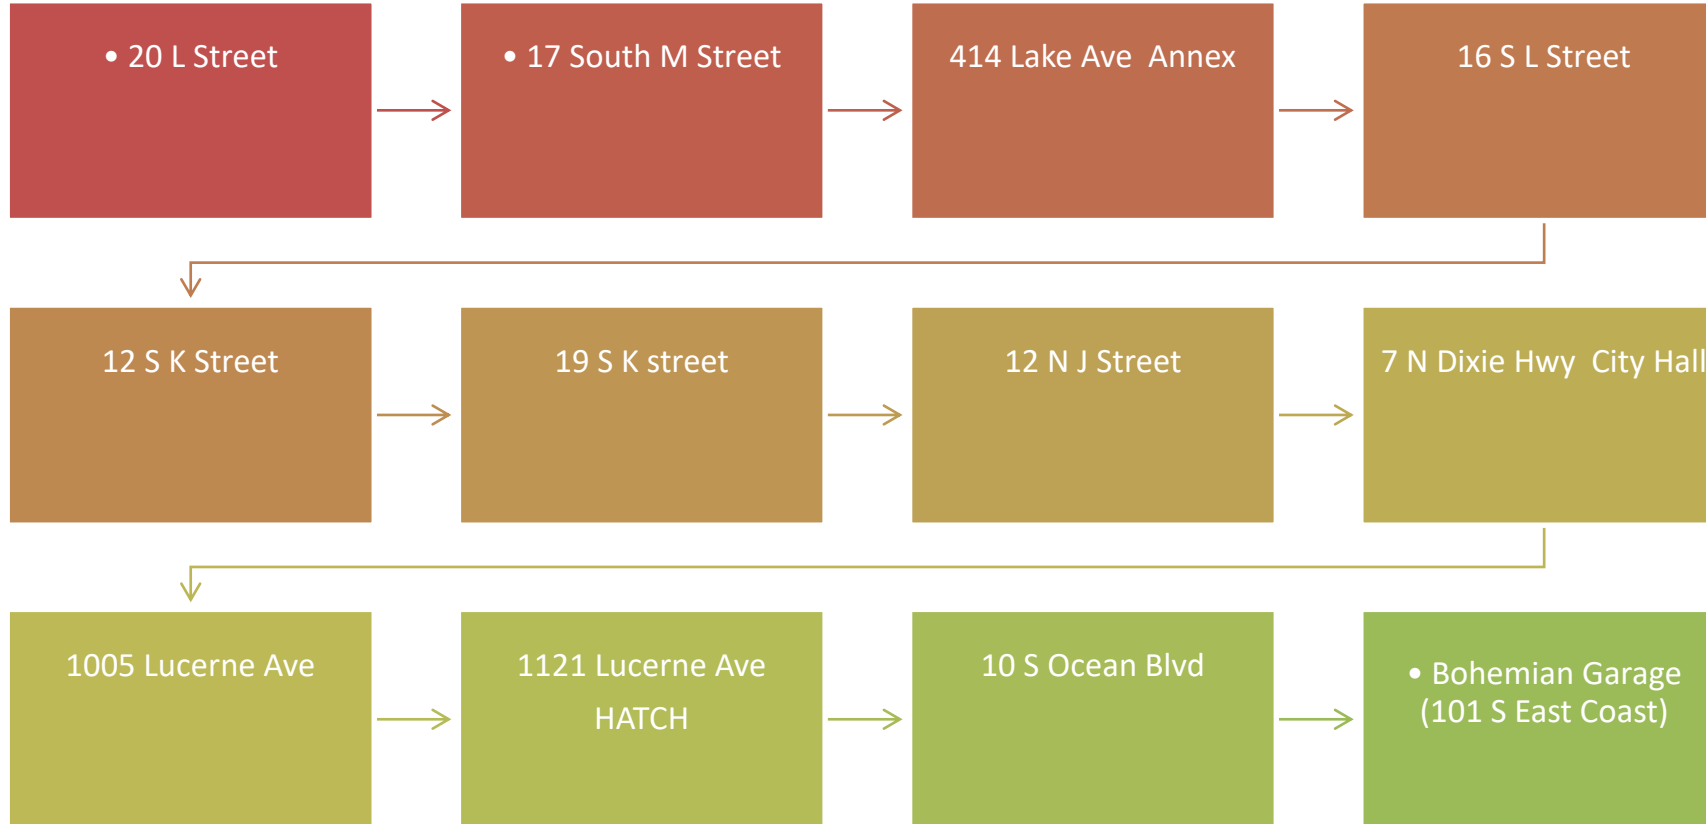 • 20 L Street
• 17 South M Street
414 Lake Ave  Annex
16 S L Street
12 S K Street
19 S K street
12 N J Street
7 N Dixie Hwy  City Hall
1005 Lucerne Ave
1121 Lucerne Ave
HATCH
10 S Ocean Blvd
• Bohemian Garage
(101 S East Coast)